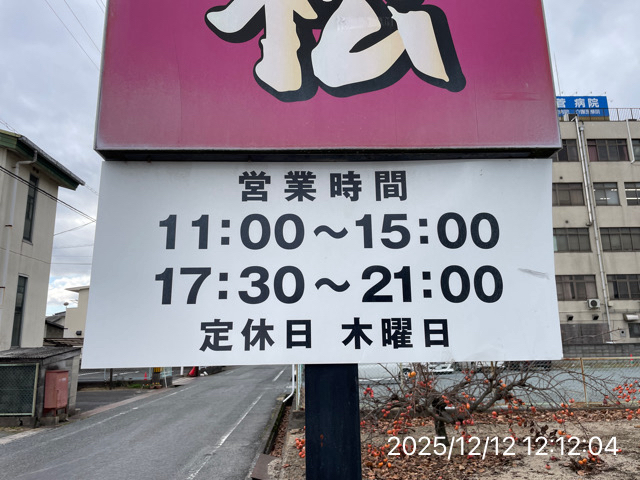 松
菅 病院
営業時間
11:00～15:00
17:30～21:00
定休日 木曜日
2025/12/12 12:12:04